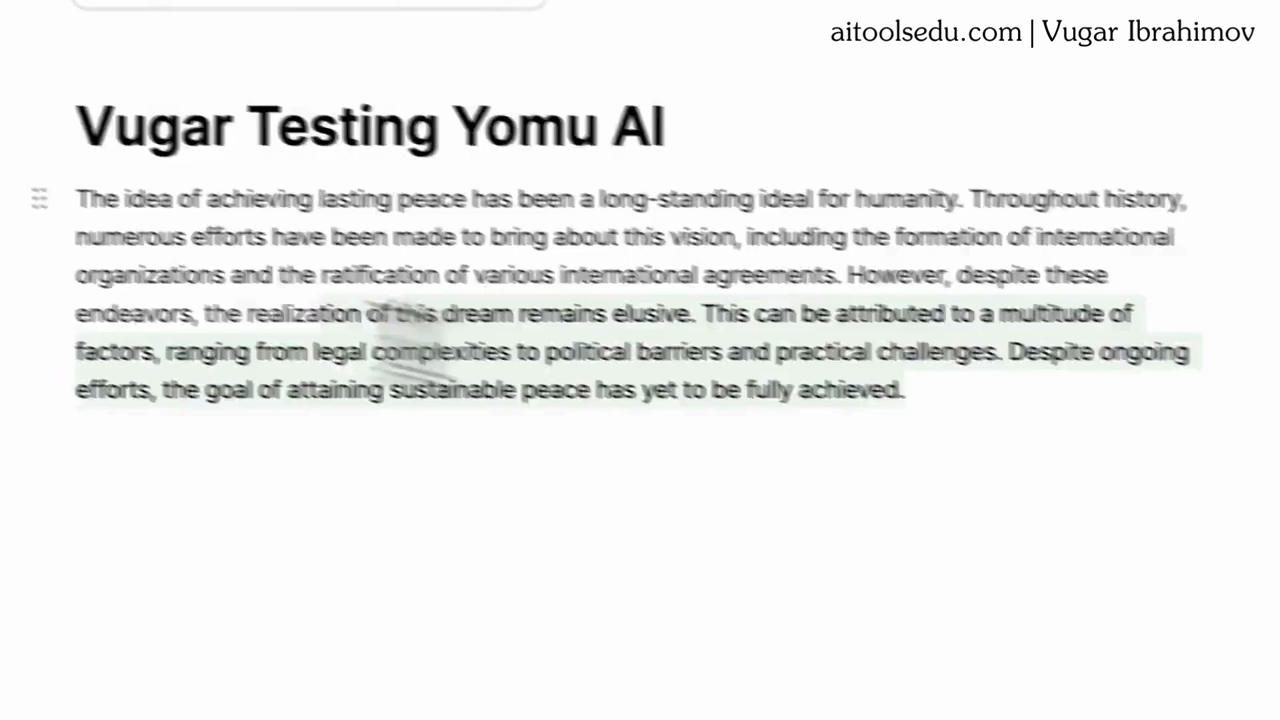 aitoolsedu.com | Vugar Ibrahimov
Vugar Testing Yomu AI
The idea of achieving lasting peace has been a long-standing ideal for humanity. Throughout history,
numerous efforts have been made to bring about this vision, including the formation of international
organizations and the ratification of various international agreements. However, despite these
endeavors, the realization of this dream remains elusive. This can be attributed to a multitude of
factors, ranging from legal complexities to political barriers and practical challenges. Despite ongoing
efforts, the goal of attaining sustainable peace has yet to be fully achieved.